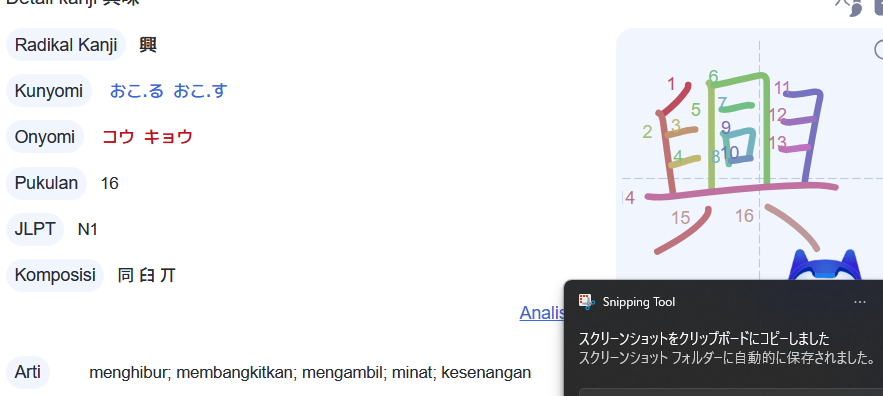 Detail kanji 興味
Radikal Kanji 興
Kunyomi おこ.る おこ.す
Onyomi コウ キョウ
Pukulan 16
JLPT N1
Komposisi 同 臼 丌
Analis
Arti menghibur; membangkitkan; mengambil; minat; kesenangan
1
2
3
4
5
6
7
8
9
10
11
12
13
4
15
16
Snipping Tool
スクリーンショットをクリップボードにコピーしました
スクリーンショット フォルダーに自動的に保存されました。